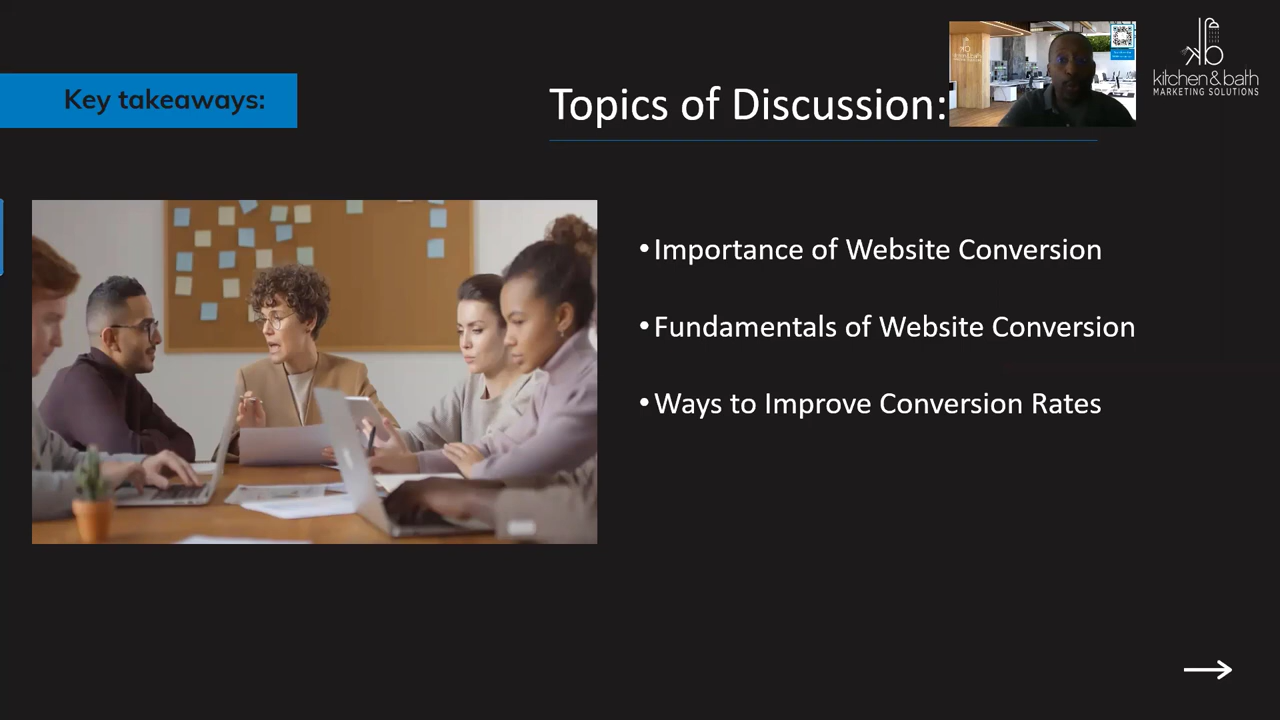 Key takeaways:
Topics of Discussion:
kitchen & bath
MARKETING SOLUTIONS
•Importance of Website Conversion
•Fundamentals of Website Conversion
•Ways to Improve Conversion Rates